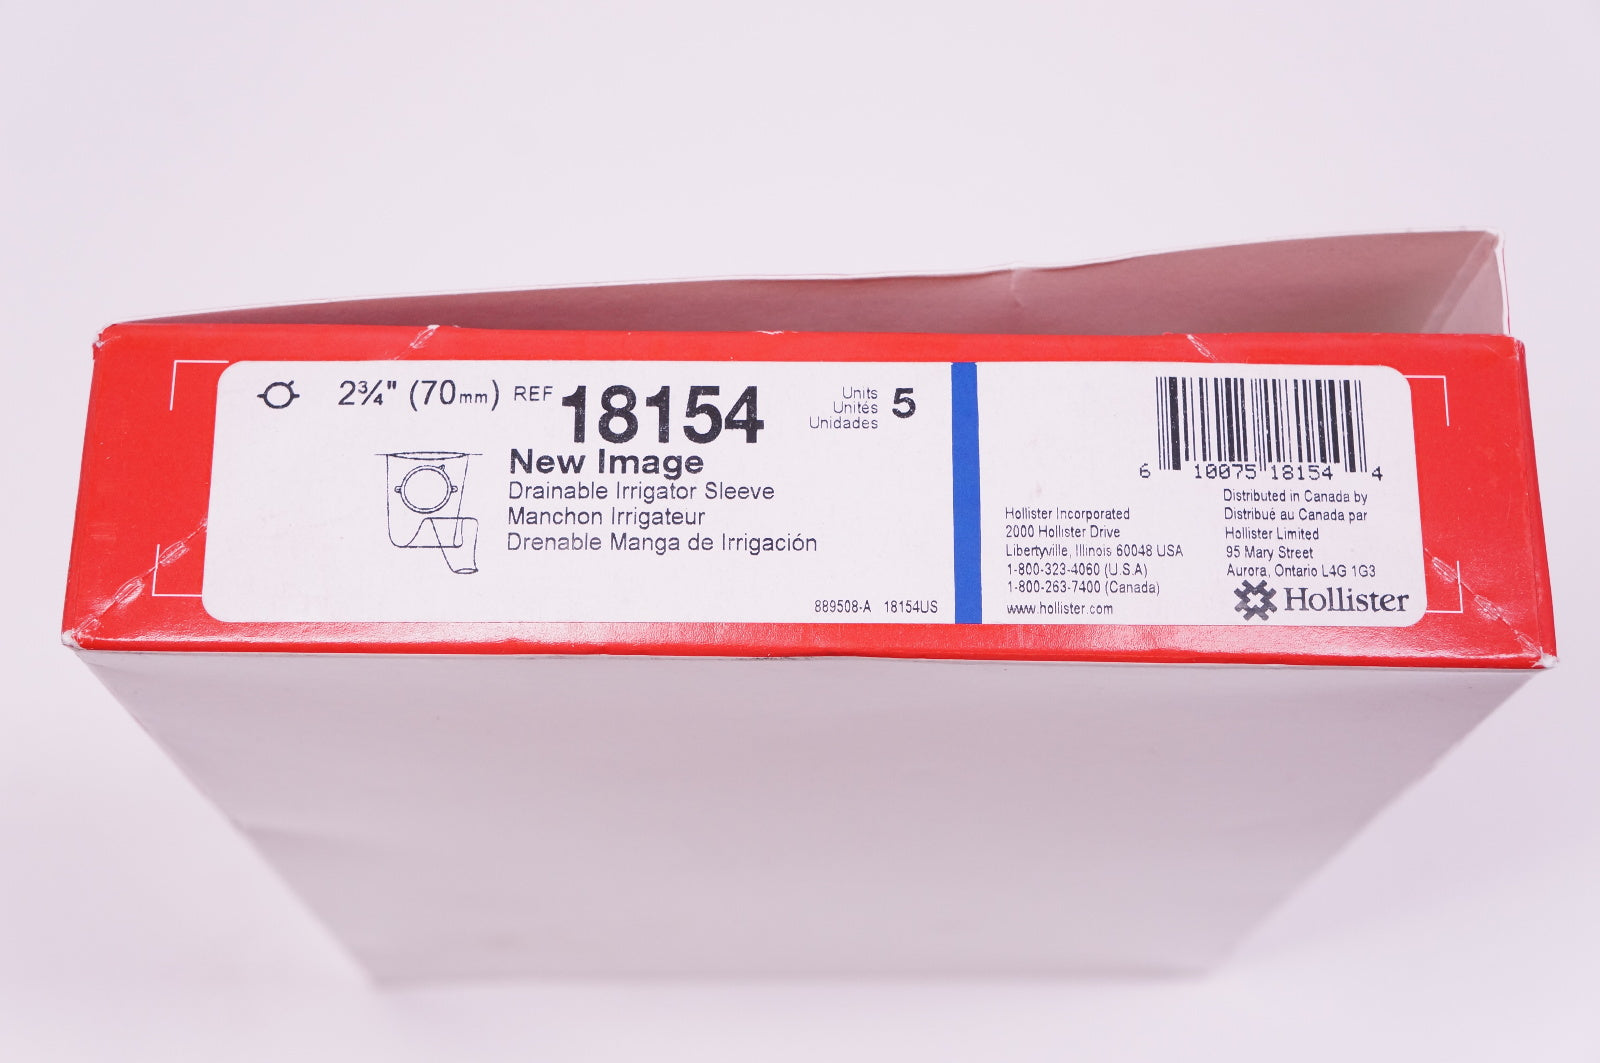 2¾" (70mm) REF 18154
Units
Unités
Unidades
5
New Image
Drainable Irrigator Sleeve
Manchon Irrigateur
Drenable Manga de Irrigación
889508-A 18154US
6 10075 18154 4
Hollister Incorporated
2000 Hollister Drive
Libertyville, Illinois 60048 USA
1-800-323-4060 (U.S.A)
1-800-263-7400 (Canada)
www.hollister.com
Distributed in Canada by
Distribué au Canada par
Hollister Limited
95 Mary Street
Aurora, Ontario L4G 1G3
Hollister